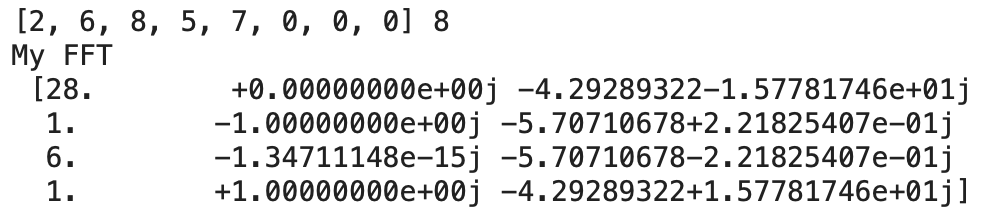 [2, 6, 8, 5, 7, 0, 0, 0] 8
My FFT
[28.        +0.00000000e+00j -4.29289322-1.57781746e+01j
1.        -1.00000000e+00j -5.70710678+2.21825407e-01j
6.        -1.34711148e-15j -5.70710678-2.21825407e-01j
1.        +1.00000000e+00j -4.29289322+1.57781746e+01j]